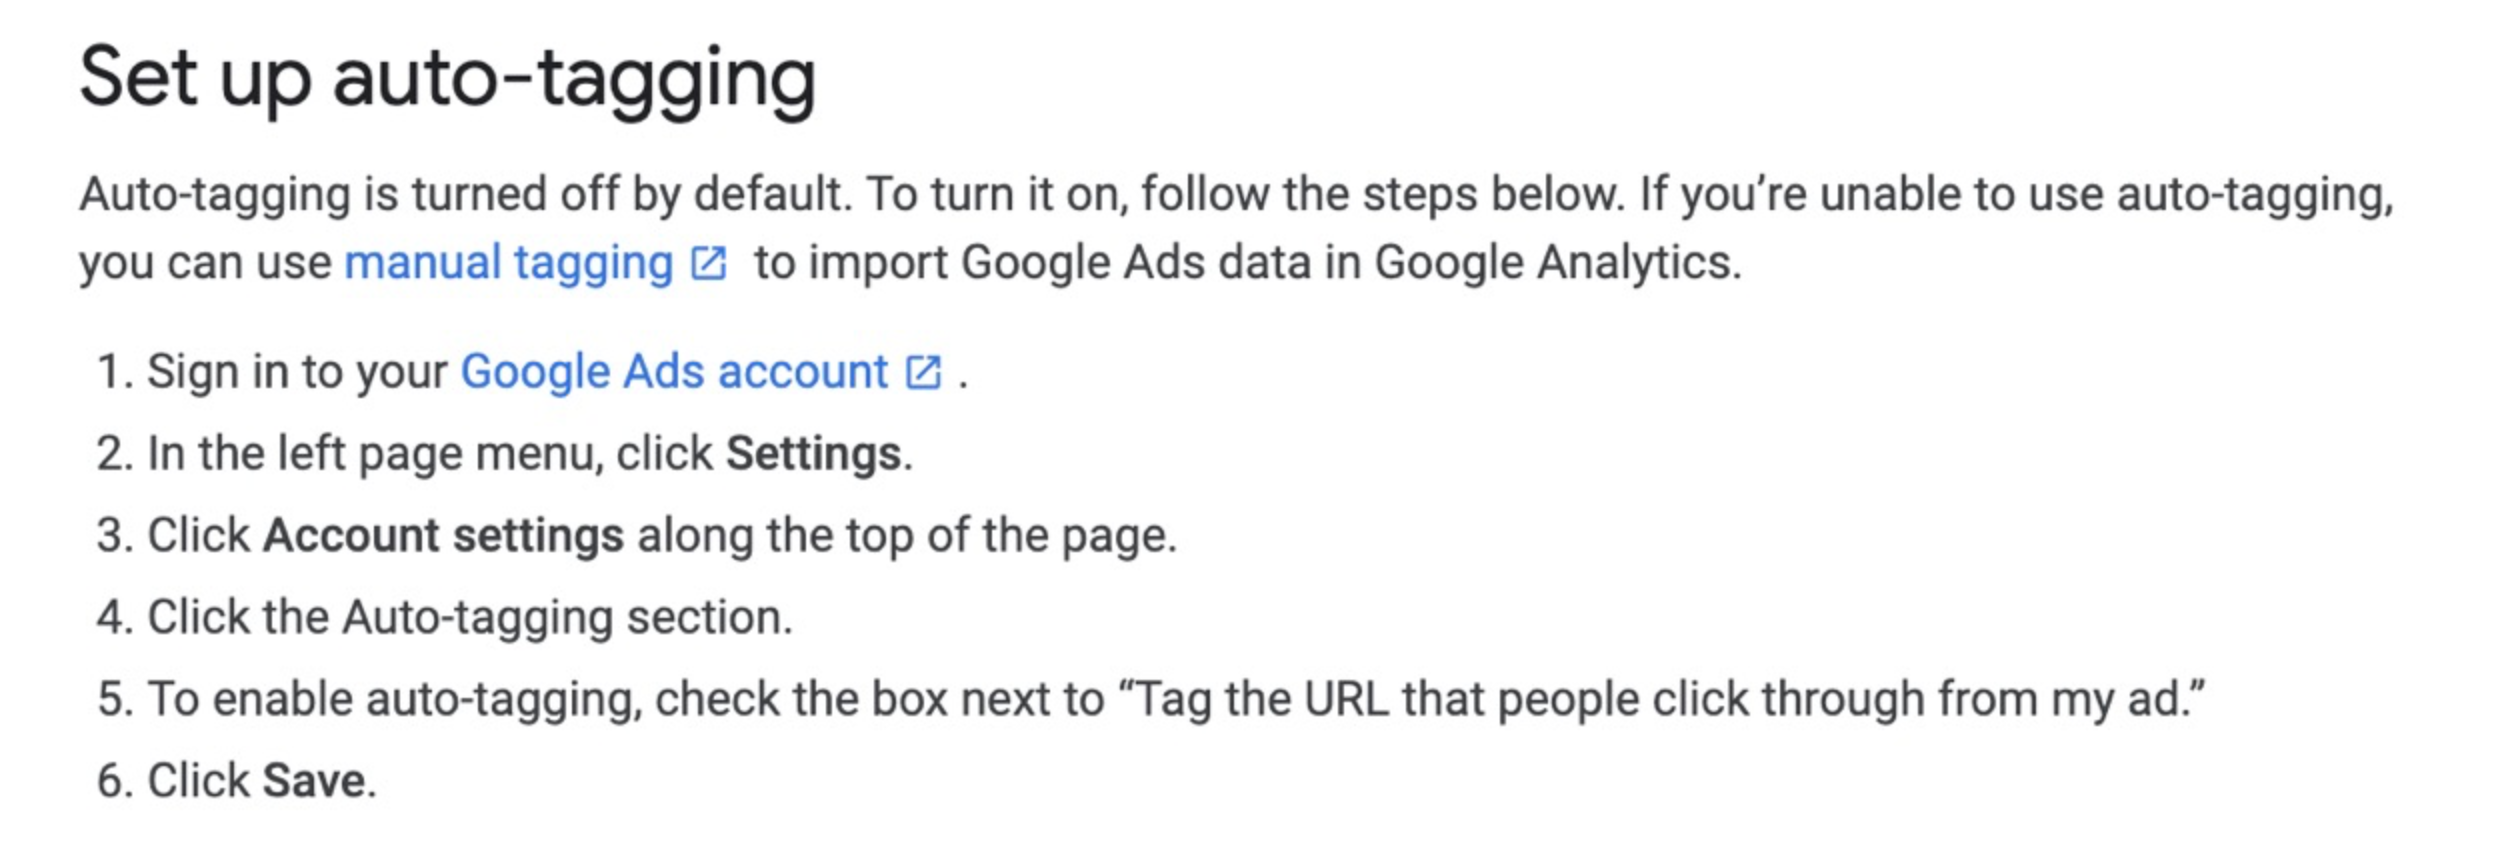 Set up auto-tagging
Auto-tagging is turned off by default. To turn it on, follow the steps below. If you’re unable to use auto-tagging,
you can use manual tagging to import Google Ads data in Google Analytics.
1. Sign in to your Google Ads account .
2. In the left page menu, click Settings.
3. Click Account settings along the top of the page.
4. Click the Auto-tagging section.
5. To enable auto-tagging, check the box next to “Tag the URL that people click through from my ad.”
6. Click Save.